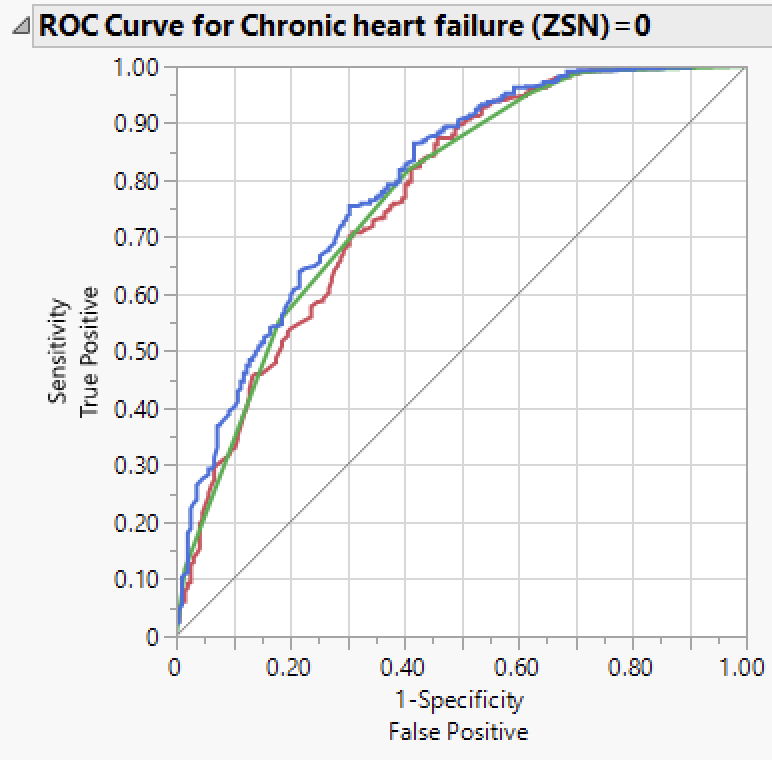 ROC Curve for Chronic heart failure (ZSN) = 0
1.00
0.90
0.80
0.70
0.60
0.50
0.40
0.30
0.20
0.10
0
Sensitivity
True Positive
0 0.20 0.40 0.60 0.80 1.00
1-Specificity
False Positive